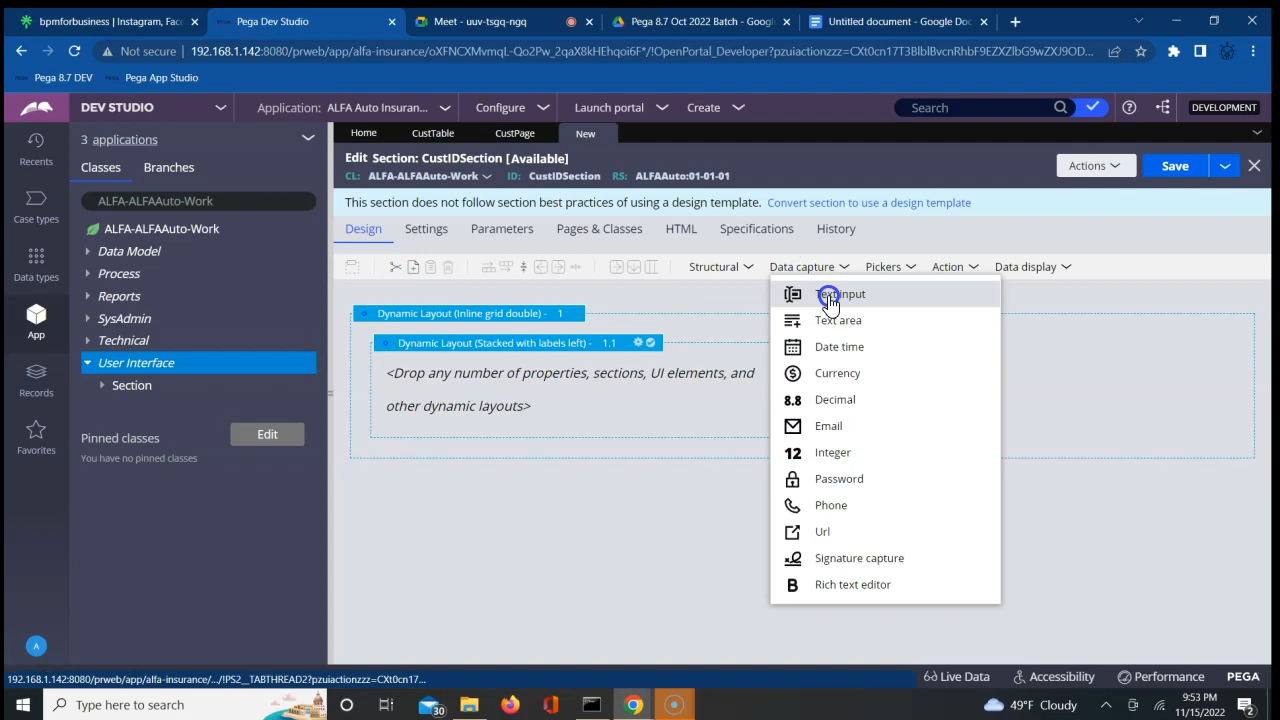 bpmforbusiness | Instagram, Fac
Pega Dev Studio
Meet - uuv-tsgq-nqq
Pega 8.7 Oct 2022 Batch - Googl
Untitled document - Google Doc
Not secure
192.168.1.142:8080/prweb/app/alfa-insurance/oXFNCXMvmqL-Qo2Pw_2qaX8kHEhqoi6F*/!OpenPortal_Developer?pzuiactionzzz=CXt0cn17T3BlblBvcnRhbF9EZXZlbG9wZXJ9OD...
Pega 8.7 DEV
Pega App Studio
DEV STUDIO
Application: ALFA Auto Insuran...
Configure
Launch portal
Create
Search
DEVELOPMENT
Recents
Case types
Data types
App
Records
Favorites
A
3 applications
Classes
Branches
ALFA-ALFAAuto-Work
ALFA-ALFAAuto-Work
Data Model
Process
Reports
SysAdmin
Technical
User Interface
Section
Pinned classes
Edit
You have no pinned classes
Home
CustTable
CustPage
New
Edit Section: CustIDSection [Available]
CL: ALFA-ALFAAuto-Work ID: CustIDSection RS: ALFAAuto:01-01-01
Actions
Save
This section does not follow section best practices of using a design template. Convert section to use a design template
Design
Settings
Parameters
Pages & Classes
HTML
Specifications
History
Structural
Data capture
Pickers
Action
Data display
Dynamic Layout (Inline grid double) - 1
Dynamic Layout (Stacked with labels left) - 1.1
<Drop any number of properties, sections, UI elements, and
other dynamic layouts>
Text input
Text area
Date time
$ Currency
8.8 Decimal
Email
12 Integer
Password
Phone
Url
Signature capture
B Rich text editor
192.168.1.142:8080/prweb/app/alfa-insurance/.../!PS2__TABTHREAD2?pzuiactionzzz=CXt0cn17...
Live Data
Accessibility
Performance
PEGA
Type here to search
30
49°F Cloudy
9:53 PM
11/15/2022
2